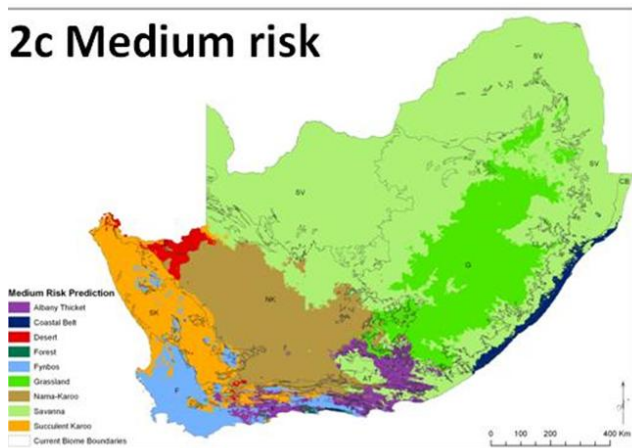 2c Medium risk
SV
SV
SV
CB
G
NK
SK
AT
F
Medium Risk Prediction
Albany Thicket
Coastal Belt
Desert
Forest
Fynbos
Grassland
Nama-Karoo
Savanna
Succulent Karoo
Current Biome Boundaries
0 100 200 400 Km